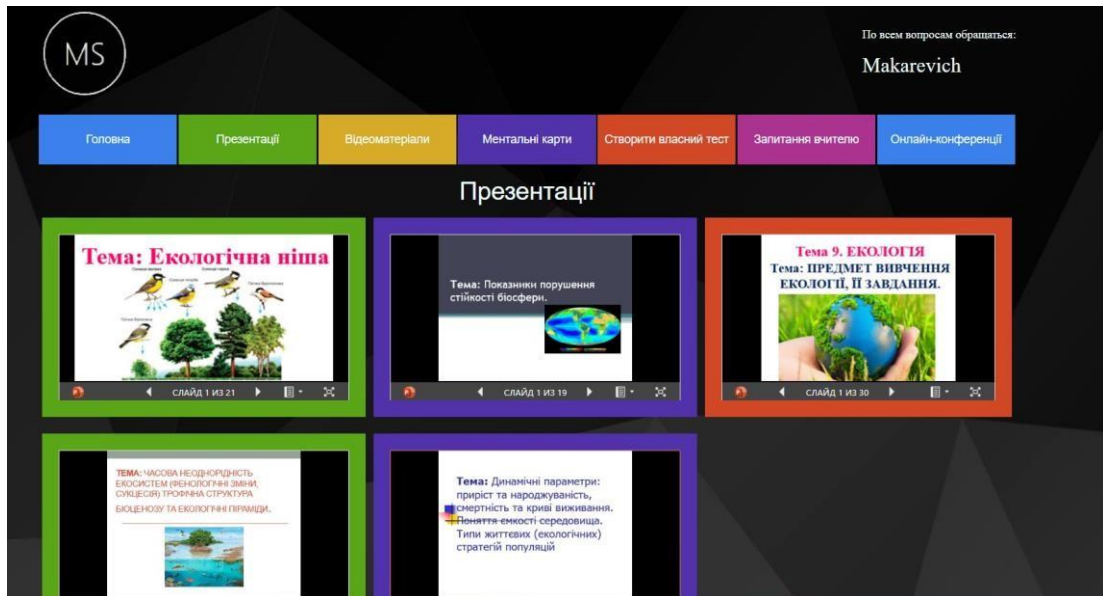 MS
По всем вопросам обращаться:
Makarevich
Головна
Презентації
Відеоматеріали
Ментальні карти
Створити власний тест
Запитання вчителю
Онлайн-конференції
Презентації
Тема: Екологічна ніша
СЛАЙД 1 ИЗ 21
Тема: Показники порушення
стійкості біосфери.
СЛАЙД 1 ИЗ 19
Тема 9. ЕКОЛОГІЯ
Тема: ПРЕДМЕТ ВИВЧЕННЯ
ЕКОЛОГІЇ, ЇЇ ЗАВДАННЯ.
СЛАЙД 1 ИЗ 30
ТЕМА: ЧАСОВА НЕОДНОРІДНІСТЬ
ЕКОСИСТЕМ (ФЕНОЛОГІЧНІ ЗМІНИ,
СУКЦЕСІЯ) ТРОФІЧНА СТРУКТУРА
БІОЦЕНОЗУ ТА ЕКОЛОГІЧНІ ПІРАМІДИ.
Тема: Динамічні параметри:
приріст та народжуваність,
смертність та криві виживання.
Поняття ємкості середовища.
Типи життєвих (екологічних)
стратегій популяцій